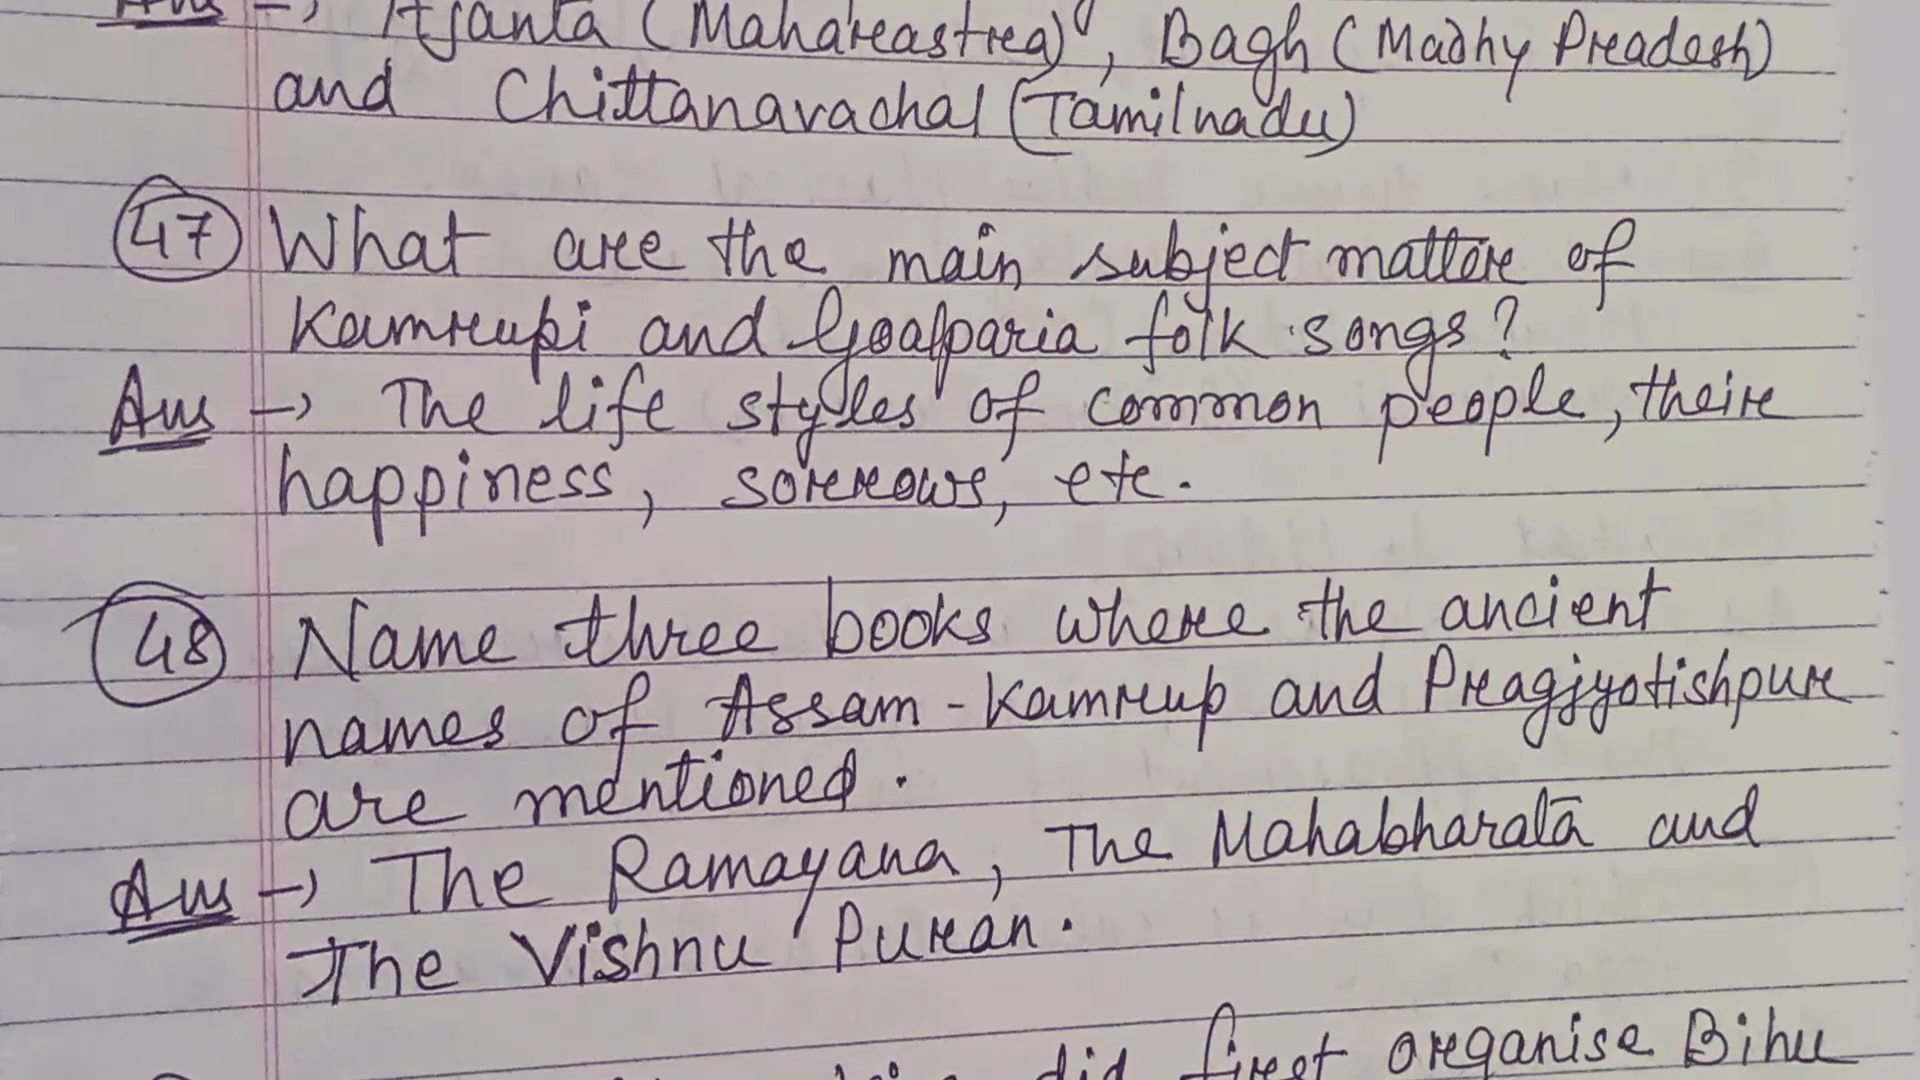 Ans → Ajanta (Maharastra), Bagh (Madhy Pradesh)
and Chittanavachal (Tamilnadu)
47 What are the main subject matter of
Kamrupi and Goalparia folk songs?
Ans → The life styles of common people, their
happiness, sorrows, etc.
48 Name three books where the ancient
names of Assam - Kamrup and Pragjyotishpur
are mentioned.
Ans → The Ramayana, The Mahabharata and
The Vishnu Puran.
did first organise Bihu